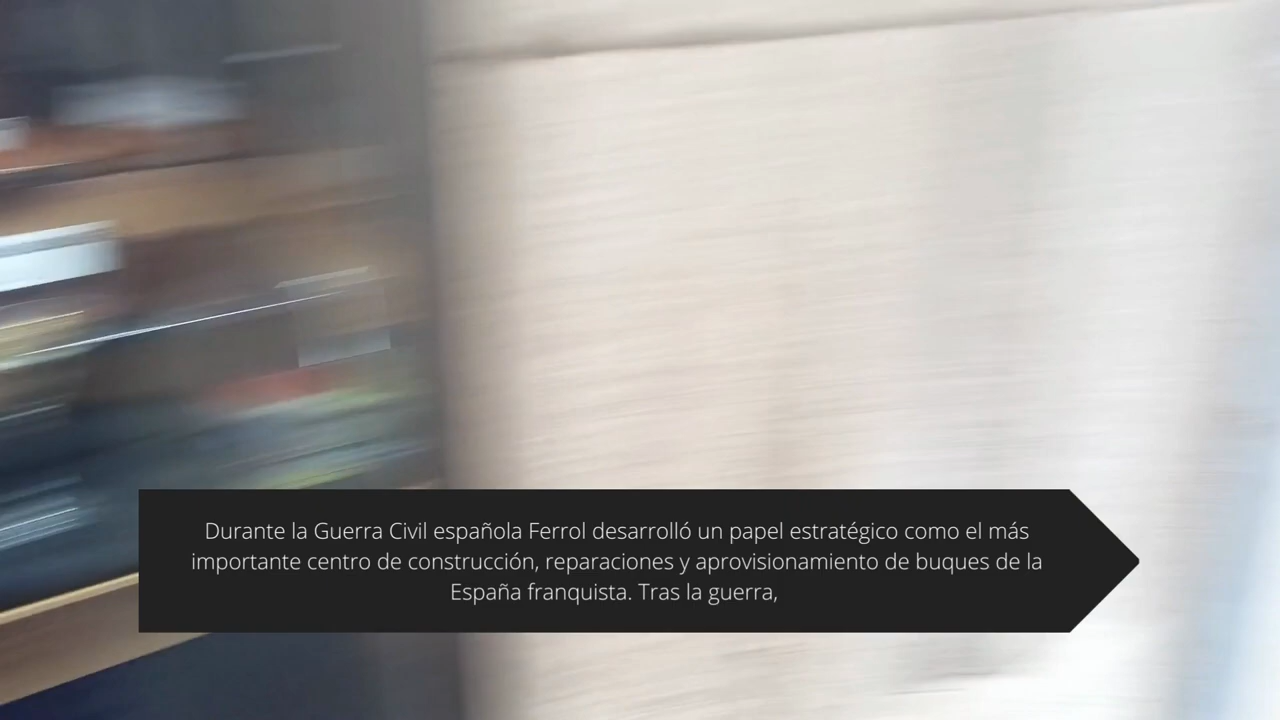 Durante la Guerra Civil española Ferrol desarrolló un papel estratégico como el más
importante centro de construcción, reparaciones y aprovisionamiento de buques de la
España franquista. Tras la guerra,